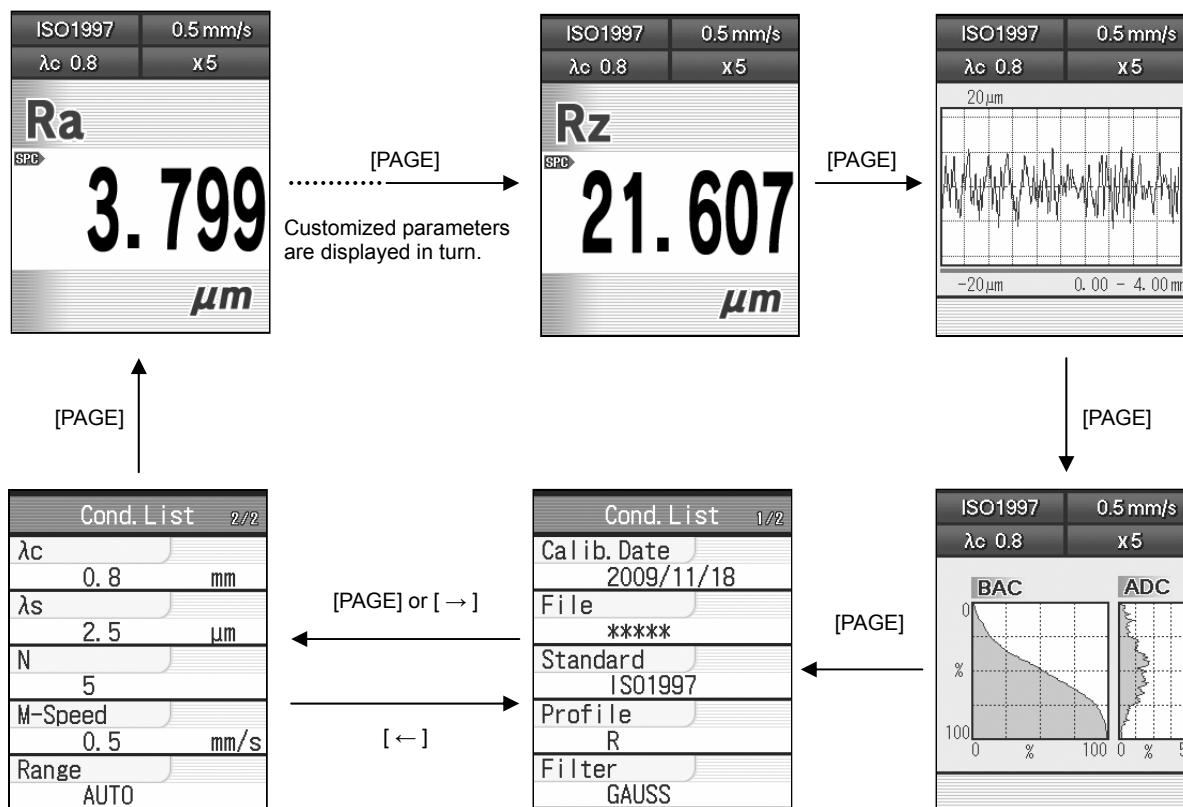 ISO1997 0.5 mm/s
λc 0.8 x5
Ra
SPC
3.799
μm
[PAGE]
Customized parameters
are displayed in turn.
ISO1997 0.5 mm/s
λc 0.8 x5
Rz
SPC
21.607
μm
[PAGE]
ISO1997 0.5 mm/s
λc 0.8 x5
20μm
-20μm 0.00 - 4.00mm
[PAGE]
[PAGE]
Cond.List 2/2
λc
0.8 mm
λs
2.5 μm
N
5
M-Speed
0.5 mm/s
Range
AUTO
[PAGE] or [ → ]
[ ← ]
Cond.List 1/2
Calib.Date
2009/11/18
File
*****
Standard
ISO1997
Profile
R
Filter
GAUSS
[PAGE]
ISO1997 0.5 mm/s
λc 0.8 x5
BAC ADC
0
%
100
0 % 100 0 % 5